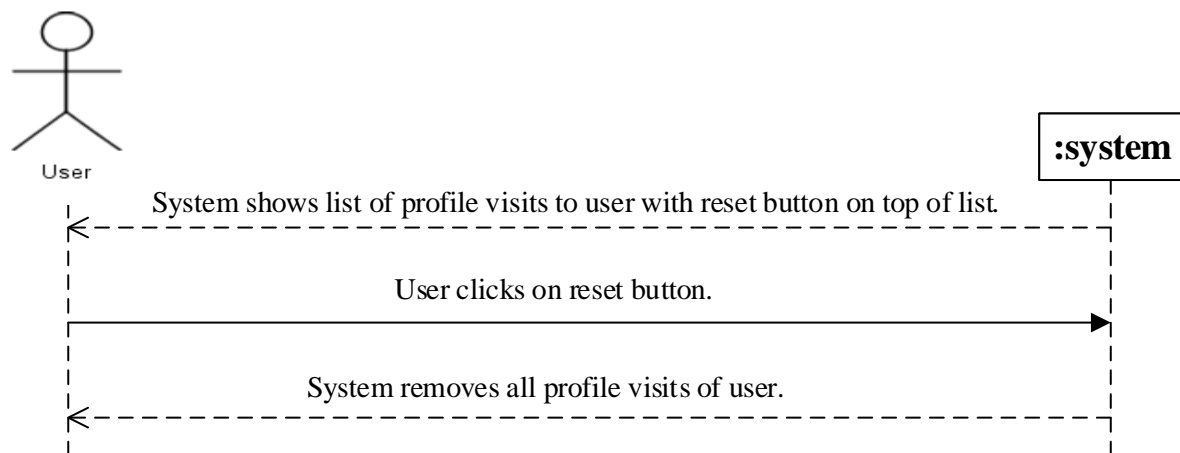 User
:system
System shows list of profile visits to user with reset button on top of list.
User clicks on reset button.
System removes all profile visits of user.